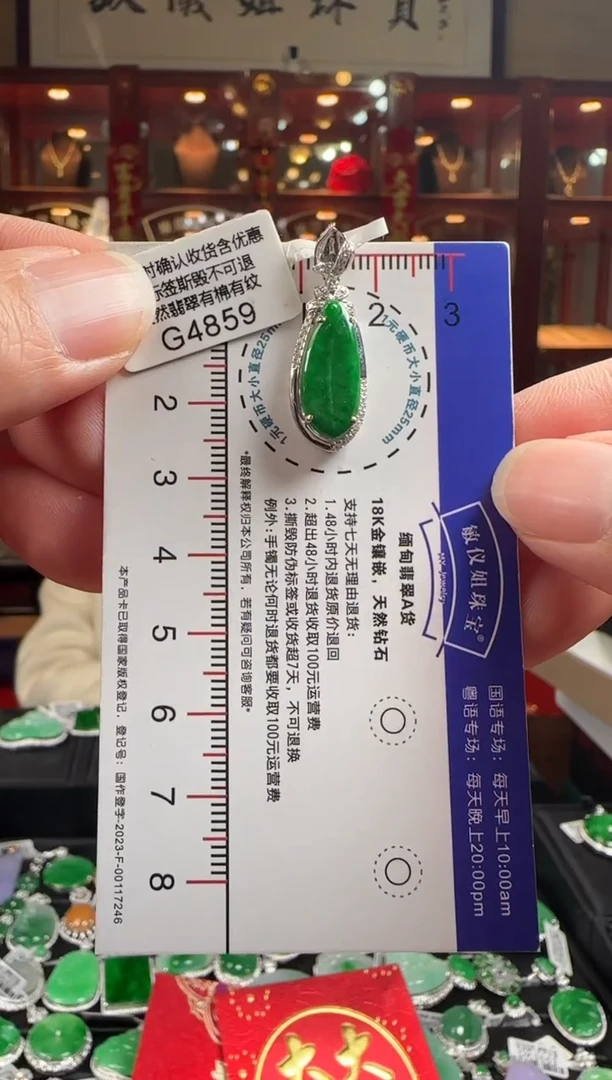 儀姐珠寶
时确认收货含优惠
标签斯毁不可退
然翡翠有棉有纹
G4859
2
3
1元硬币大小直径25mm
1元硬币大小直径25mm
2
3
4
5
6
7
8
敏仪姐珠宝®
MY Jewelry
国语专场：每天早上10:00am
粤语专场：每天晚上20:00pm
缅甸翡翠A货
18K金镶嵌，天然钻石
支持七天无理由退货：
1.48小时内退货原价退回
2.超出48小时退货收取100元运营费
3.撕毁防伪标签或收货超7天，不可退换
例外：手镯无论何时退货都要收取100元运营费
*最终解释权归本公司所有，若有疑问可咨询客服*
本产品卡已取得国家版权登记，登记号：国作登字-2023-F-00117246